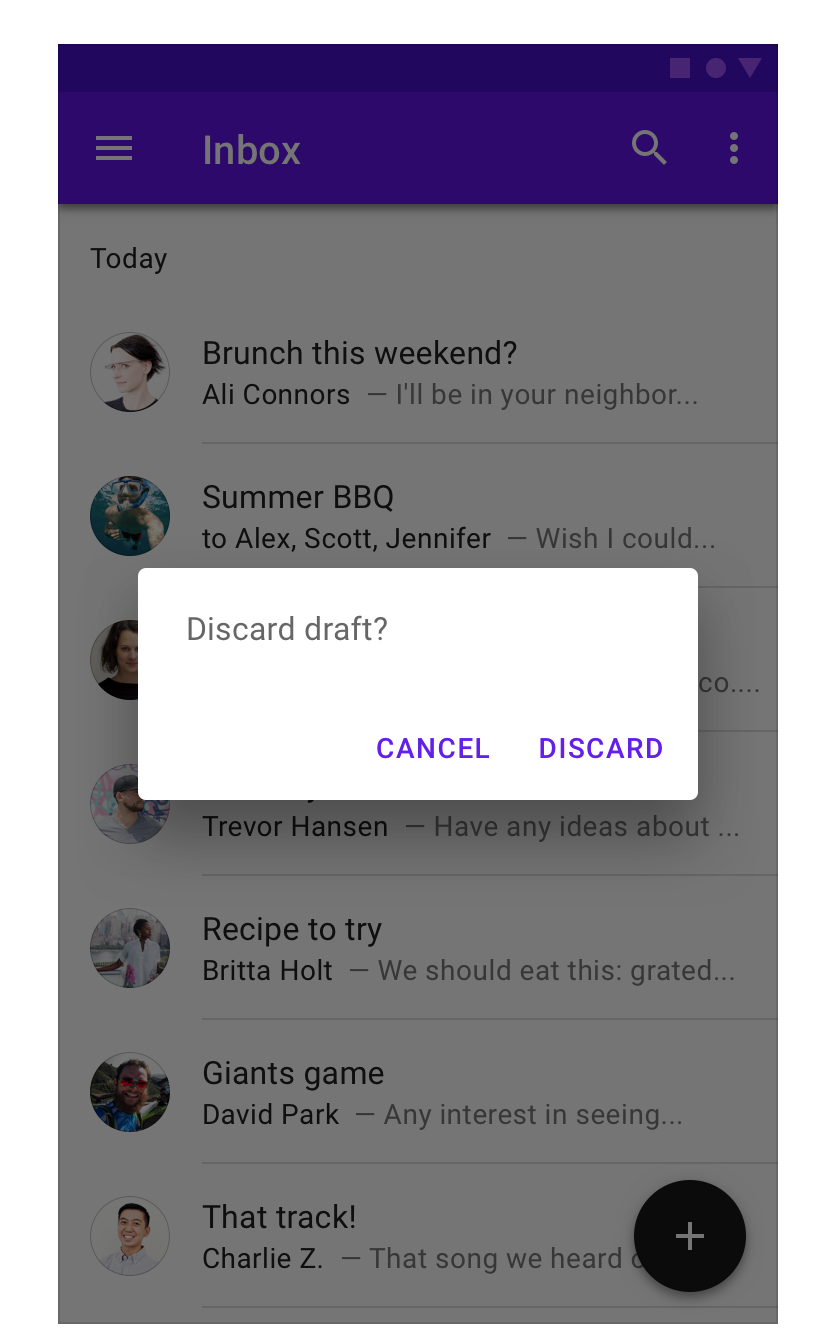 Inbox
Today
Brunch this weekend?
Ali Connors — I'll be in your neighbor...
Summer BBQ
to Alex, Scott, Jennifer — Wish I could...
Discard draft?
co....
CANCEL DISCARD
Trevor Hansen — Have any ideas about ...
Recipe to try
Britta Holt — We should eat this: grated...
Giants game
David Park — Any interest in seeing...
That track!
Charlie Z. — That song we heard